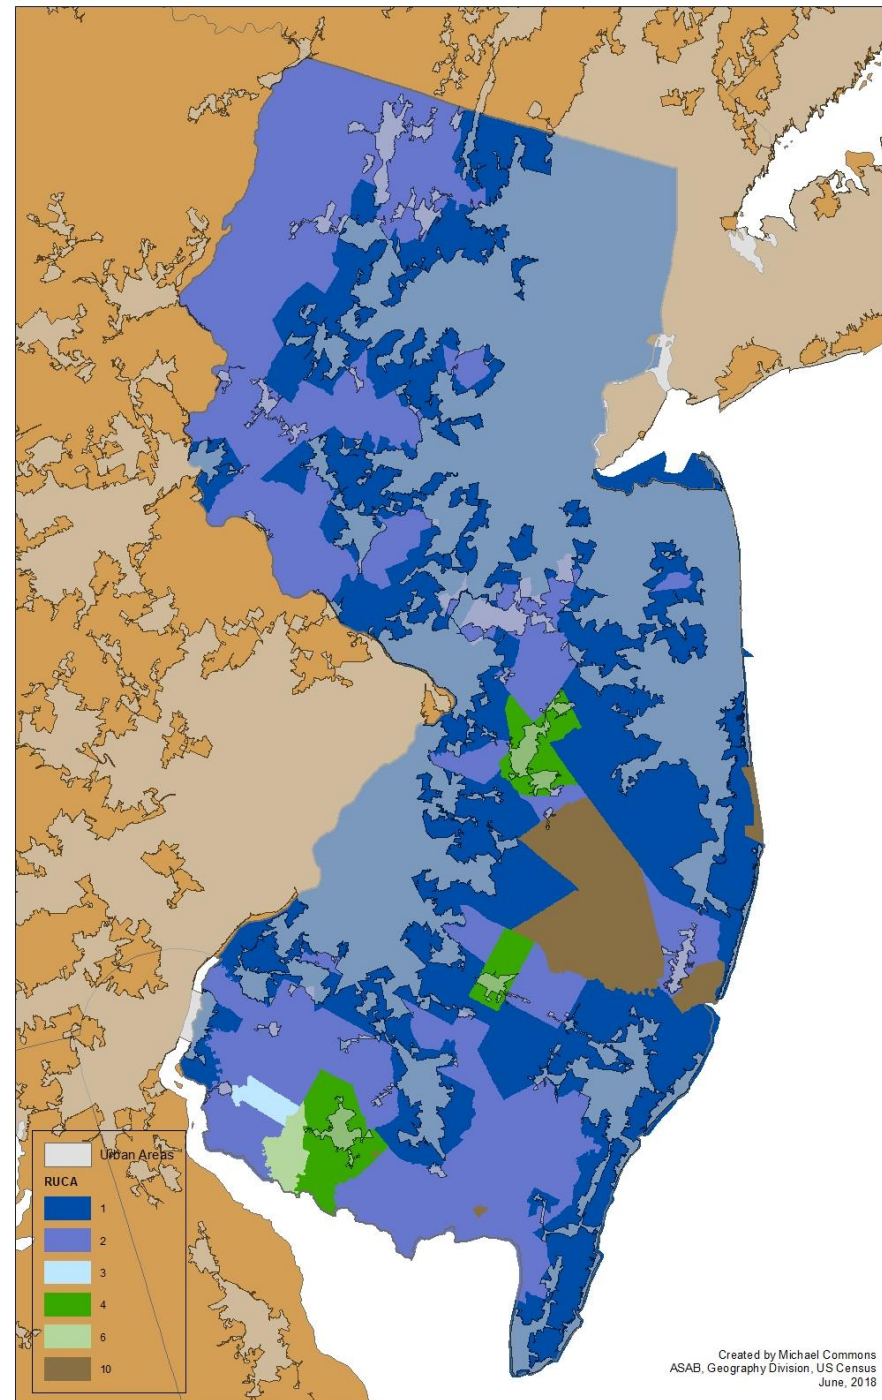 Urban Areas
RUCA
1
2
3
4
6
10
Created by Michael Commons
ASAB, Geography Division, US Census
June, 2018